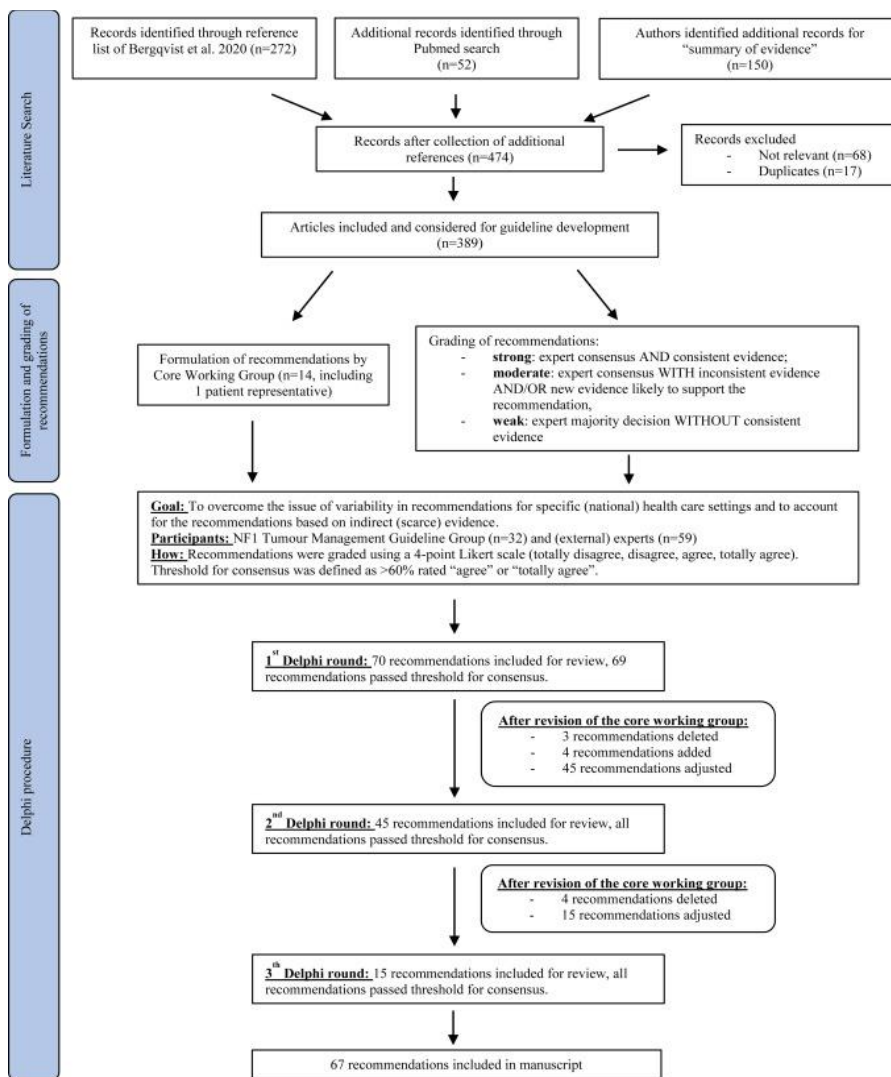 Literature Search
Records identified through reference
list of Bergqvist et al. 2020 (n=272)
Additional records identified through
Pubmed search
(n=52)
Authors identified additional records for
“summary of evidence”
(n=150)
Records after collection of additional
references (n=474)
Records excluded
- Not relevant (n=68)
- Duplicates (n=17)
Articles included and considered for guideline development
(n=389)
Formulation and grading of
recommendations
Formulation of recommendations by
Core Working Group (n=14, including
1 patient representative)
Grading of recommendations:
- strong: expert consensus AND consistent evidence;
- moderate: expert consensus WITH inconsistent evidence
AND/OR new evidence likely to support the
recommendation,
- weak: expert majority decision WITHOUT consistent
evidence
Delphi procedure
Goal: To overcome the issue of variability in recommendations for specific (national) health care settings and to account
for the recommendations based on indirect (scarce) evidence.
Participants: NF1 Tumour Management Guideline Group (n=32) and (external) experts (n=59)
How: Recommendations were graded using a 4-point Likert scale (totally disagree, disagree, agree, totally agree).
Threshold for consensus was defined as >60% rated “agree” or “totally agree”.
1st Delphi round: 70 recommendations included for review, 69
recommendations passed threshold for consensus.
After revision of the core working group:
- 3 recommendations deleted
- 4 recommendations added
- 45 recommendations adjusted
2nd Delphi round: 45 recommendations included for review, all
recommendations passed threshold for consensus.
After revision of the core working group:
- 4 recommendations deleted
- 15 recommendations adjusted
3th Delphi round: 15 recommendations included for review, all
recommendations passed threshold for consensus.
67 recommendations included in manuscript